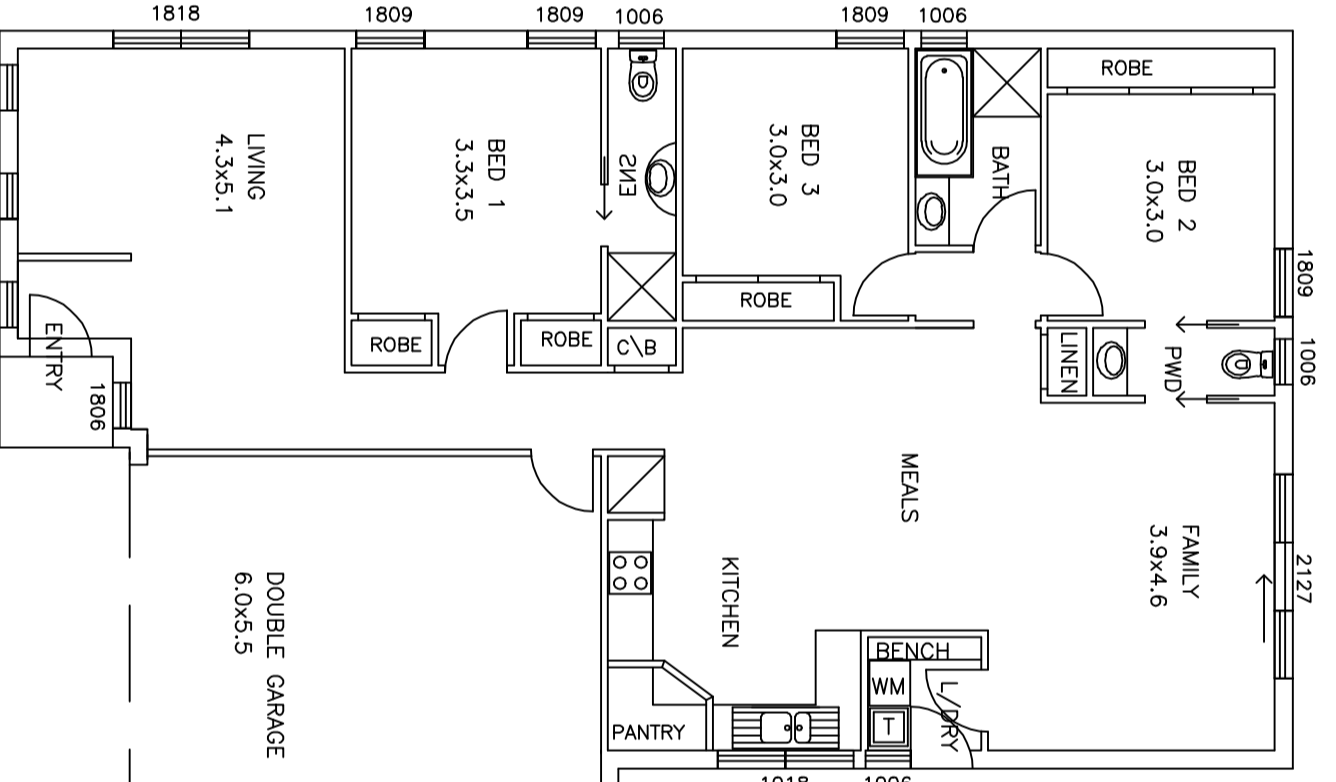 1818
1809
1809
1006
1809
1006
ROBE
LIVING
4.3x5.1
BED 1
3.3x3.5
ENS
BED 3
3.0x3.0
BATH
BED 2
3.0x3.0
1809
ROBE
ENTRY
1806
ROBE
ROBE
C\B
LINEN
PWD
1006
MEALS
FAMILY
3.9x4.6
2127
DOUBLE GARAGE
6.0x5.5
KITCHEN
BENCH
WM
L/DRY
T
PANTRY